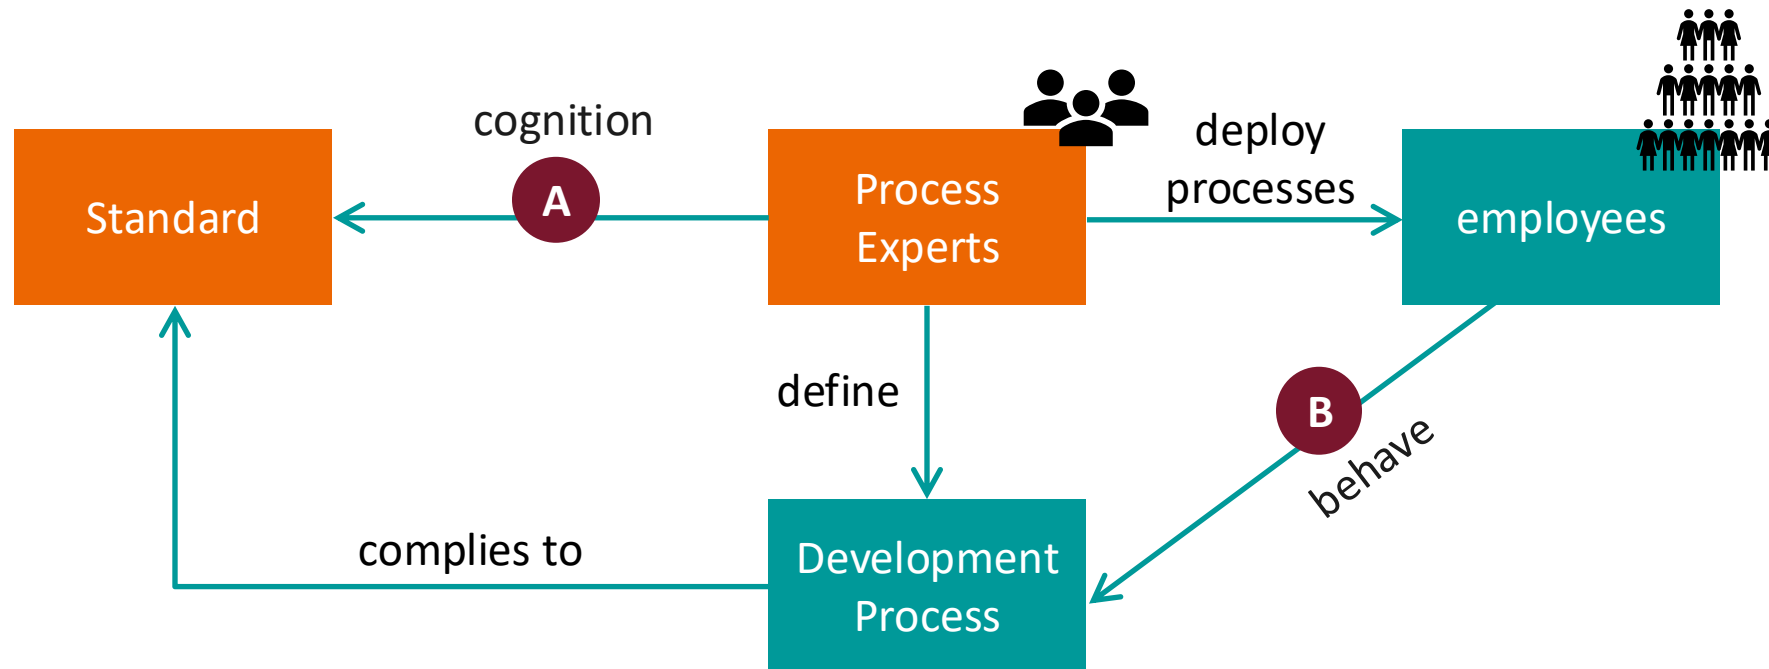 cognition
A
Standard
Process
Experts
deploy
processes
employees
define
B
behave
complies to
Development
Process